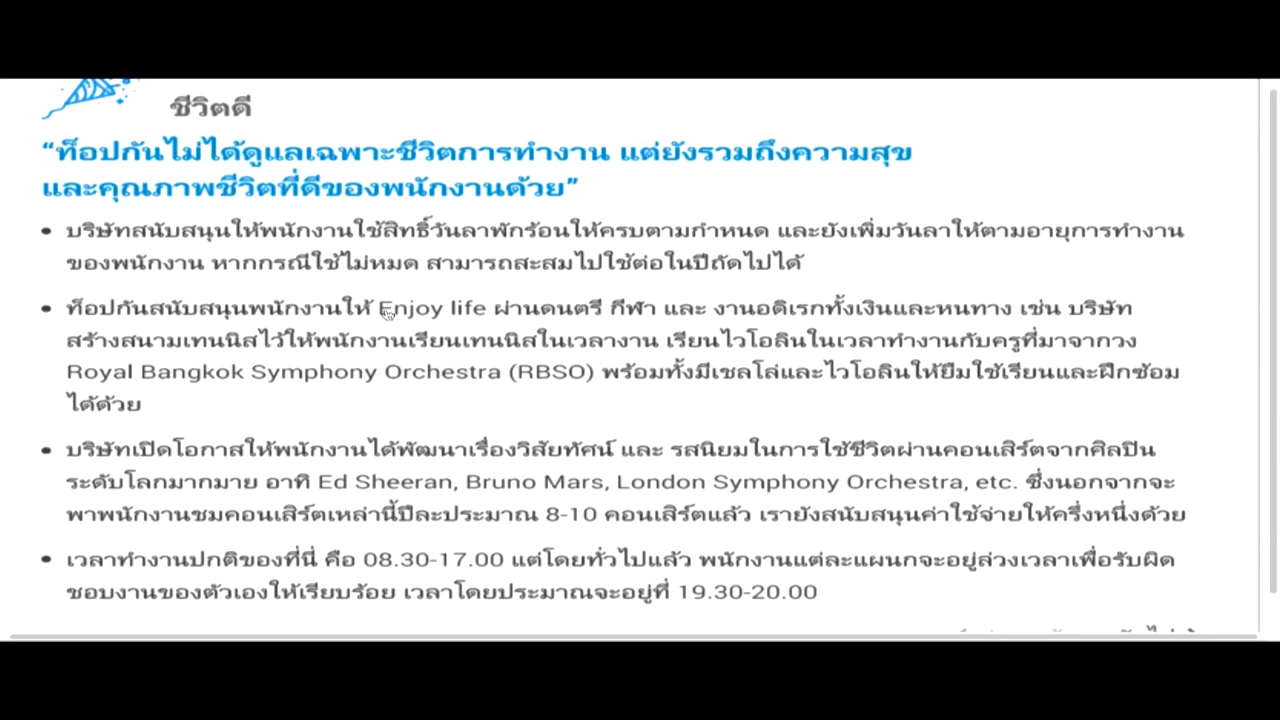 ชีวิตดี
“ท็อปกันไม่ได้ดูแลเฉพาะชีวิตการทำงาน แต่ยังรวมถึงความสุข
และคุณภาพชีวิตที่ดีของพนักงานด้วย”
• บริษัทสนับสนุนให้พนักงานใช้สิทธิ์วันลาพักร้อนให้ครบตามกำหนด และยังเพิ่มวันลาให้ตามอายุการทำงาน
ของพนักงาน หากกรณีใช้ไม่หมด สามารถสะสมไปใช้ต่อในปีถัดไปได้
• ท็อปกันสนับสนุนพนักงานให้ Enjoy life ผ่านดนตรี กีฬา และ งานอดิเรกทั้งเงินและหนทาง เช่น บริษัท
สร้างสนามเทนนิสไว้ให้พนักงานเรียนเทนนิสในเวลางาน เรียนไวโอลินในเวลาทำงานกับครูที่มาจากวง
Royal Bangkok Symphony Orchestra (RBSO) พร้อมทั้งมีเชลโล่และไวโอลินให้ยืมใช้เรียนและฝึกซ้อม
ได้ด้วย
• บริษัทเปิดโอกาสให้พนักงานได้พัฒนาเรื่องวิสัยทัศน์ และ รสนิยมในการใช้ชีวิตผ่านคอนเสิร์ตจากศิลปิน
ระดับโลกมากมาย อาทิ Ed Sheeran, Bruno Mars, London Symphony Orchestra, etc. ซึ่งนอกจากจะ
พาพนักงานชมคอนเสิร์ตเหล่านี้ปีละประมาณ 8-10 คอนเสิร์ตแล้ว เรายังสนับสนุนค่าใช้จ่ายให้ครึ่งหนึ่งด้วย
• เวลาทำงานปกติของที่นี่ คือ 08.30-17.00 แต่โดยทั่วไปแล้ว พนักงานแต่ละแผนกจะอยู่ล่วงเวลาเพื่อรับผิด
ชอบงานของตัวเองให้เรียบร้อย เวลาโดยประมาณจะอยู่ที่ 19.30-20.00